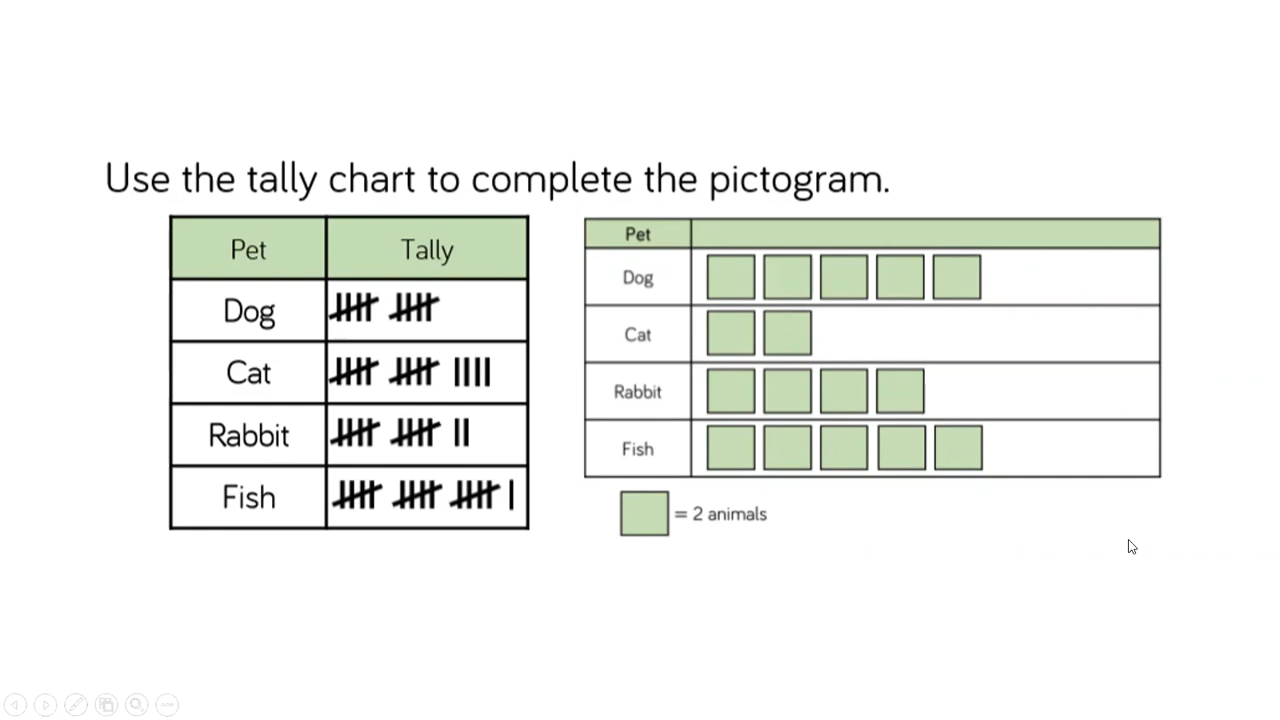 Use the tally chart to complete the pictogram.
Pet Tally
Dog
Cat
Rabbit
Fish
Pet
Dog
Cat
Rabbit
Fish
= 2 animals